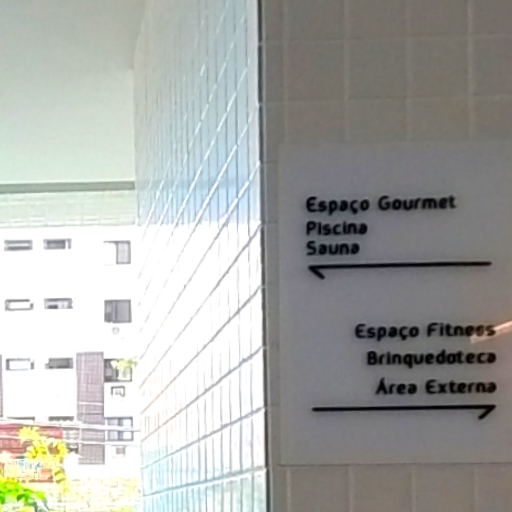 Espaço Gourmet
Piscina
Sauna
Espaço Fitness
Brinquedoteca
Área Externa